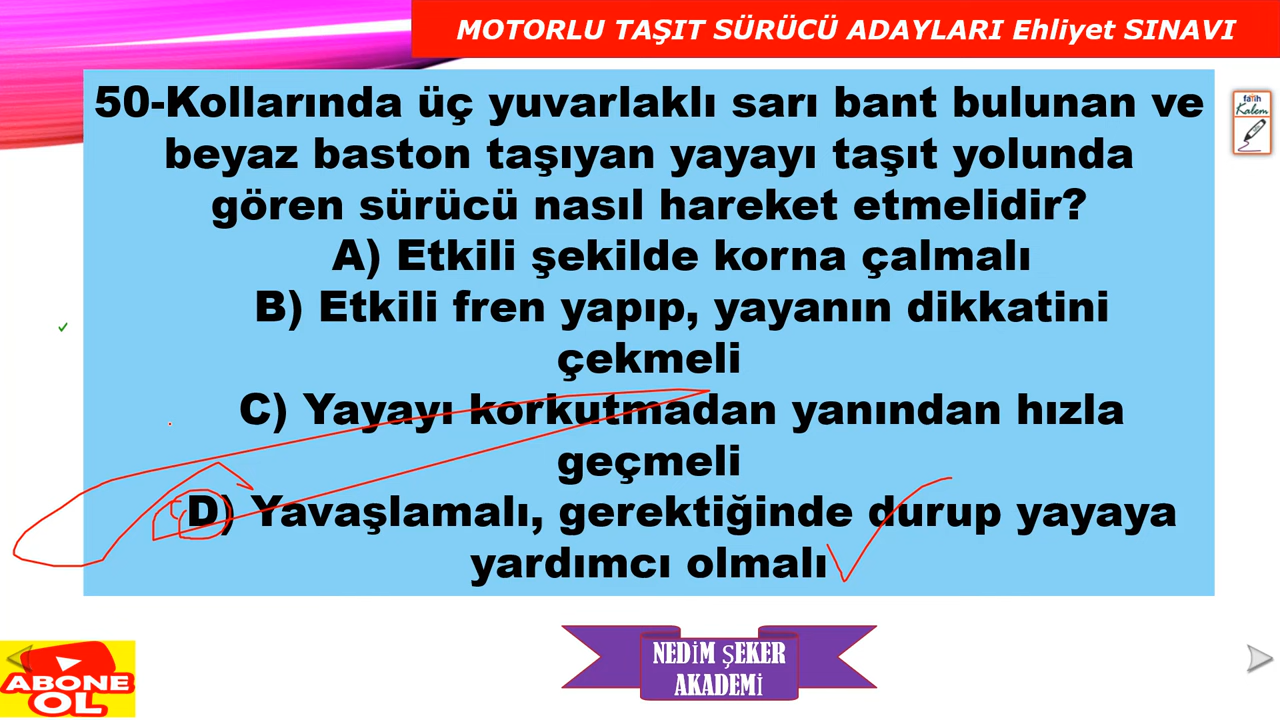 MOTORLU TAŞIT SÜRÜCÜ ADAYLARI Ehliyet SINAVI
fatih
Kalem
50-Kollarında üç yuvarlaklı sarı bant bulunan ve
beyaz baston taşıyan yayayı taşıt yolunda
gören sürücü nasıl hareket etmelidir?
A) Etkili şekilde korna çalmalı
B) Etkili fren yapıp, yayanın dikkatini
çekmeli
C) Yayayı korkutmadan yanından hızla
geçmeli
D) Yavaşlamalı, gerektiğinde durup yayaya
yardımcı olmalı
NEDİM ŞEKER
AKADEMİ
ABONE
OL